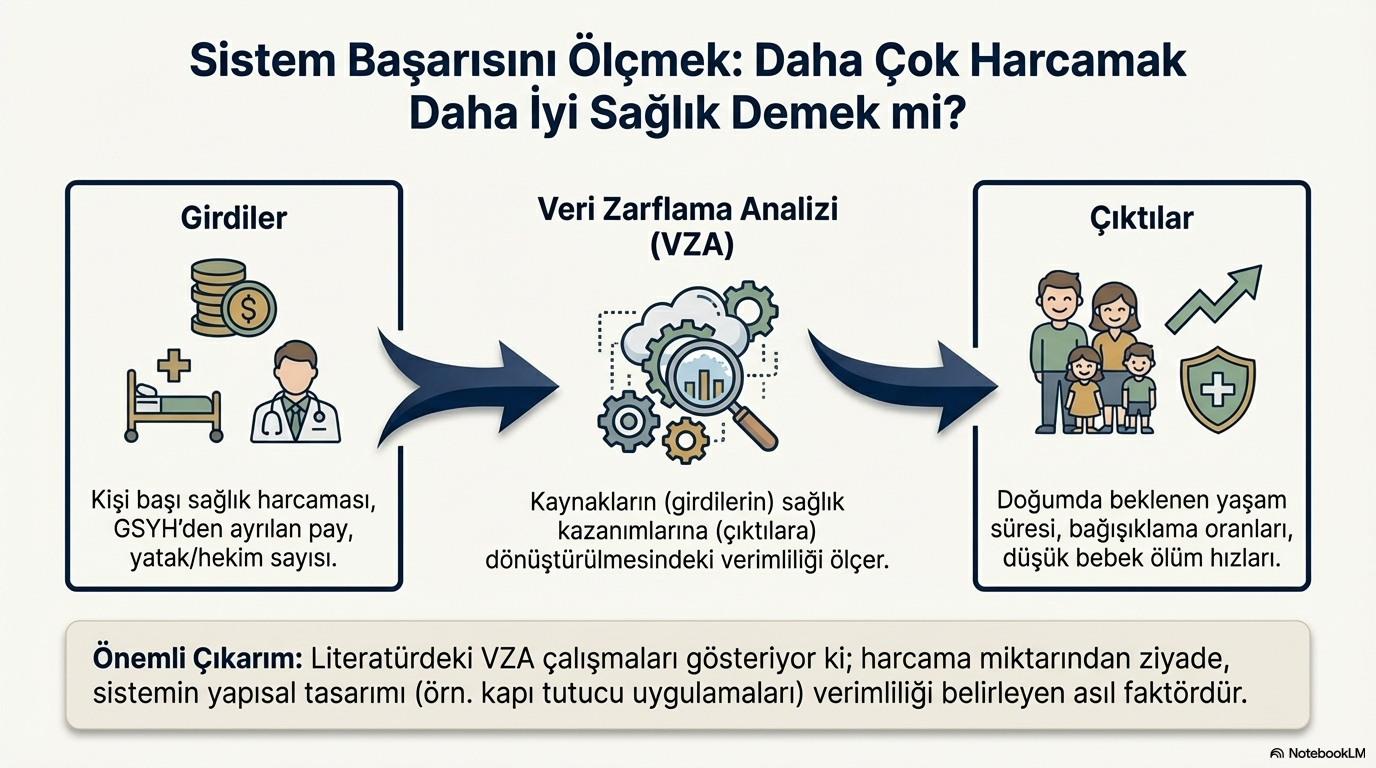 Sistem Başarısını Ölçmek: Daha Çok Harcamak
Daha İyi Sağlık Demek mi?
Girdiler
$
Kişi başı sağlık harcaması,
GSYH'den ayrılan pay,
yatak/hekim sayısı.
Veri Zarflama Analizi
(VZA)
Kaynakların (girdilerin) sağlık
kazanımlarına (çıktılara)
dönüştürülmesindeki verimliliği ölçer.
Çıktılar
Doğumda beklenen yaşam
süresi, bağışıklama oranları,
düşük bebek ölüm hızları.
Önemli Çıkarım: Literatürdeki VZA çalışmaları gösteriyor ki; harcama miktarından ziyade,
sistemin yapısal tasarımı (örn. kapı tutucu uygulamaları) verimliliği belirleyen asıl faktördür.
NotebookLM